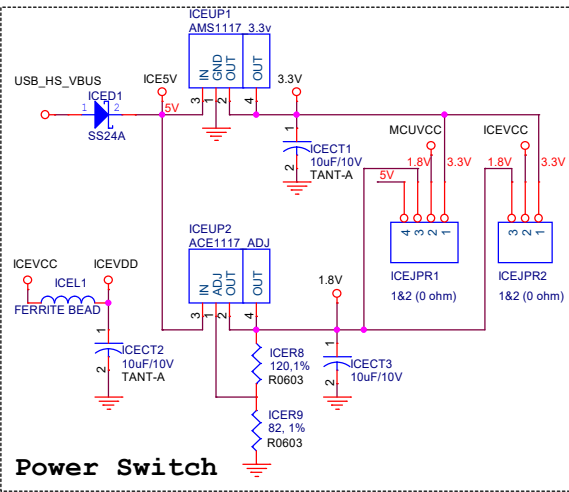 ICEUP1
AMS1117_3.3v
USB_HS_VBUS
ICED1
1
2
SS24A
ICE5V
5V
IN
GND
OUT
OUT
3
1
2
4
3.3V
1
2
ICECT1
10uF/10V
TANT-A
MCUVCC
ICEVCC
1.8V
3.3V
1.8V
3.3V
5V
4
3
2
1
3
2
1
ICEJPR1
ICEJPR2
1&2 (0 ohm)
1&2 (0 ohm)
ICEUP2
ACE1117_ADJ
IN
ADJ
OUT
OUT
3
1
2
4
ICEVCC
ICEVDD
ICEL1
FERRITE BEAD
1
2
ICECT2
10uF/10V
TANT-A
1.8V
1
2
ICECT3
10uF/10V
ICER8
120,1%
R0603
ICER9
82, 1%
R0603
Power Switch